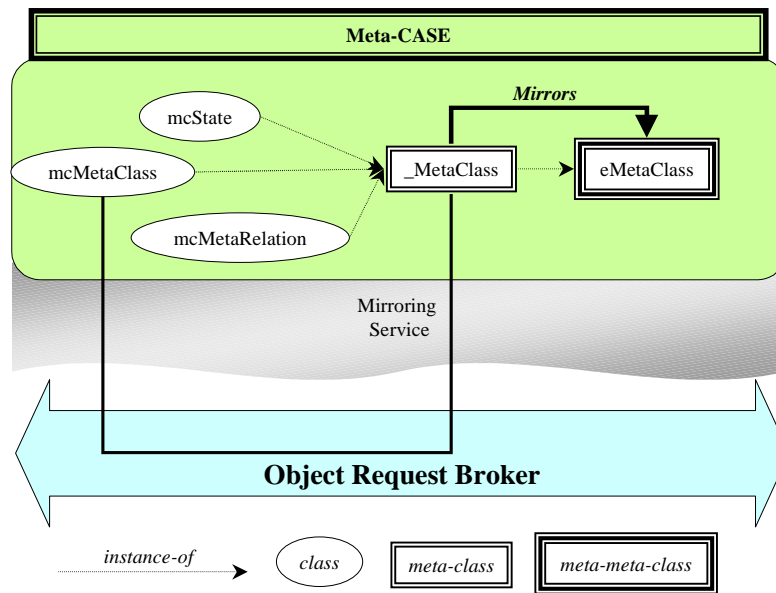 Meta-CASE
Mirrors
mcState
_MetaClass
eMetaClass
mcMetaClass
mcMetaRelation
Mirroring
Service
Object Request Broker
instance-of
class
meta-class
meta-meta-class